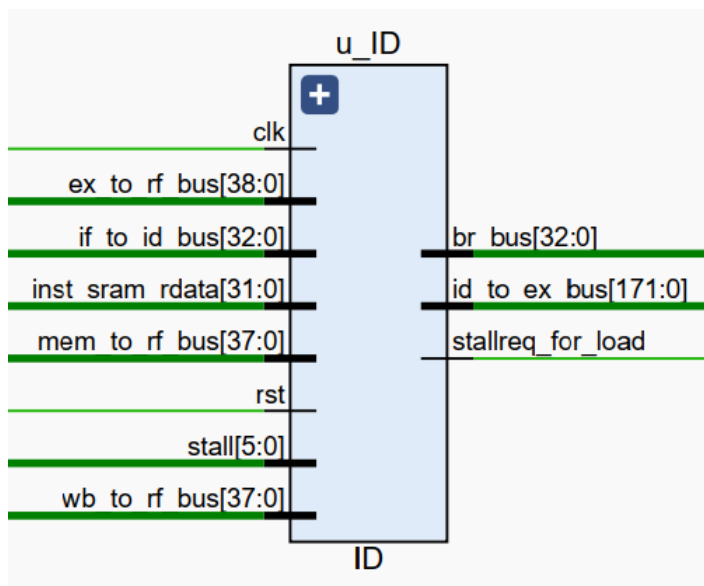 u_ID
+
clk
ex_to_rf_bus[38:0]
if_to_id_bus[32:0]
br_bus[32:0]
inst_sram_rdata[31:0]
id_to_ex_bus[171:0]
mem_to_rf_bus[37:0]
stallreq_for_load
rst
stall[5:0]
wb_to_rf_bus[37:0]
ID